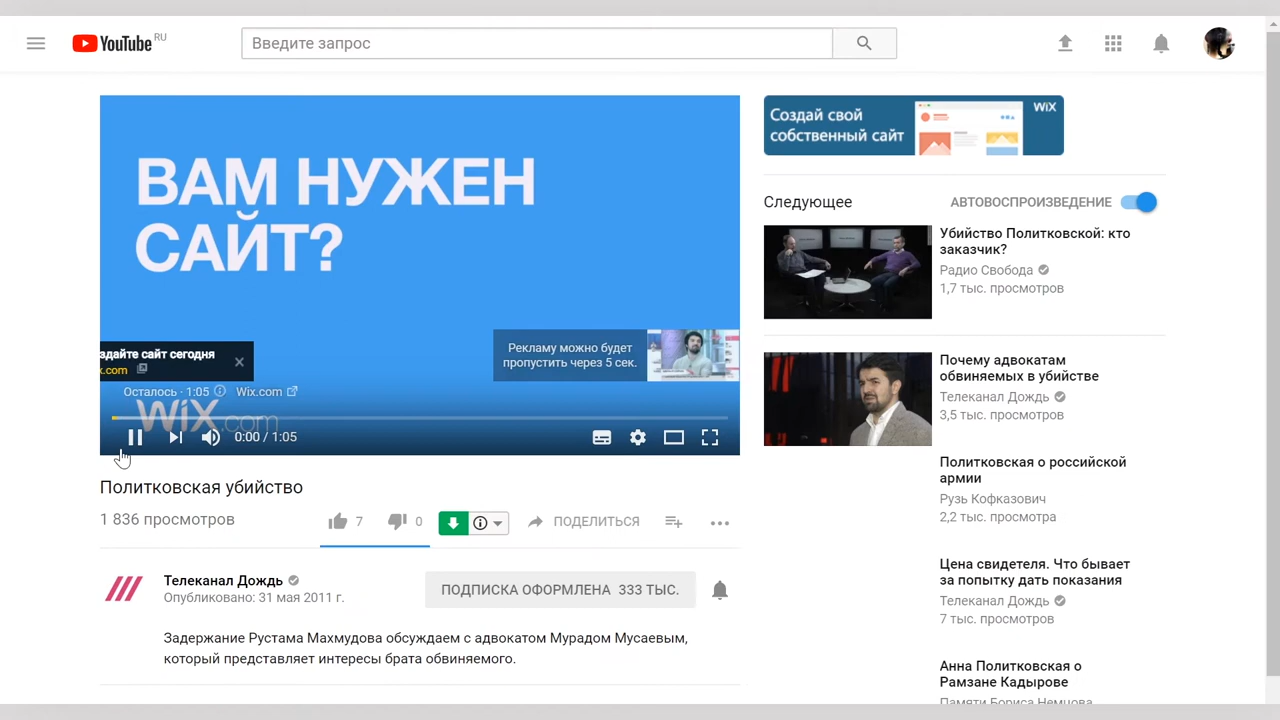 YouTube RU
Введите запрос
ВАМ НУЖЕН
САЙТ?
здайте сайт сегодня
x.com
Рекламу можно будет
пропустить через 5 сек.
Осталось · 1:05 Wix.com
Wix.com
0:00 / 1:05
Политковская убийство
1 836 просмотров
7 0 ПОДЕЛИТЬСЯ
Телеканал Дождь
Опубликовано: 31 мая 2011 г.
ПОДПИСКА ОФОРМЛЕНА 333 ТЫС.
Задержание Рустама Махмудова обсуждаем с адвокатом Мурадом Мусаевым,
который представляет интересы брата обвиняемого.
Создай свой
собственный сайт
WiX
Следующее АВТОВОСПРОИЗВЕДЕНИЕ
Убийство Политковской: кто
заказчик?
Радио Свобода
1,7 тыс. просмотров
Почему адвокатам
обвиняемых в убийстве
Телеканал Дождь
3,5 тыс. просмотров
Политковская о российской
армии
Рузь Кофказович
2,2 тыс. просмотра
Цена свидетеля. Что бывает
за попытку дать показания
Телеканал Дождь
7 тыс. просмотров
Анна Политковская о
Рамзане Кадырове
Памяти Бориса Немцова